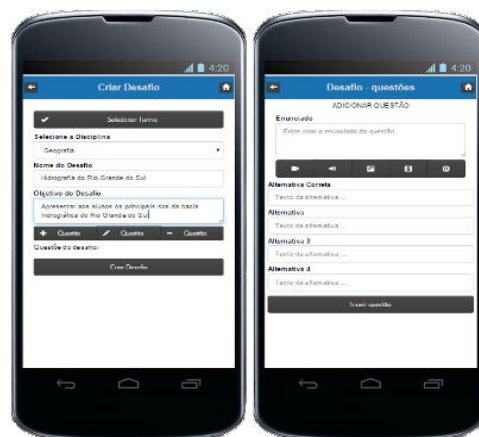 4:20
Criar Desafio
Selecionar Turma
Selecione a Disciplina
Geografia
Nome do Desafio
Hidrografia do Rio Grande do Sul
Objetivo do Desafio
Apresentar aos alunos os principais rios da bacia
hidrográfica do Rio Grande do Sul
Questão Questão Questão
Questão do desafio:
Criar Desafio
4:20
Desafio - questões
ADICIONAR QUESTÃO
Enunciado
Entre com o enunciado da questão
Alternativa Correta
Texto da alternativa ...
Alternativa
Texto da alternativa ...
Alternativa 3
Texto da alternativa ...
Alternativa 4
Texto da alternativa ...
Inserir questão